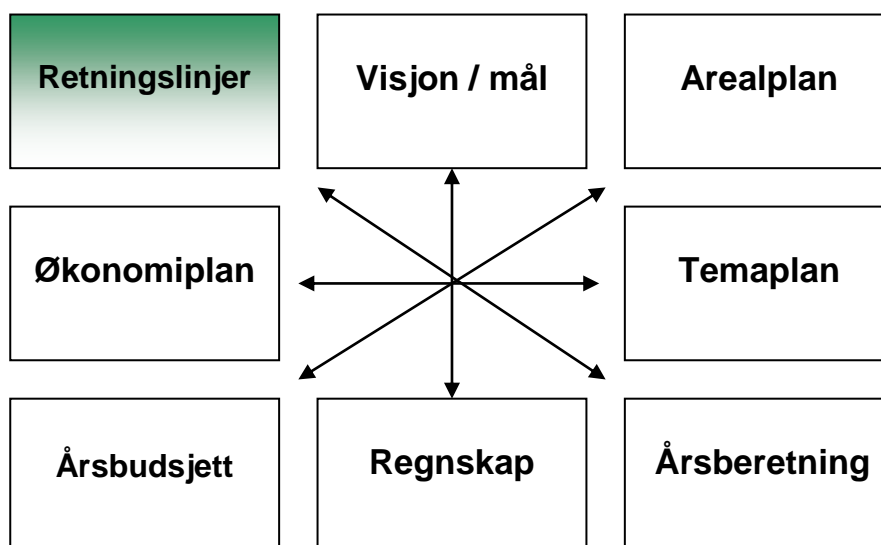 Retningslinjer
Visjon / mål
Arealplan
Økonomiplan
Temaplan
Årsbudsjett
Regnskap
Årsberetning